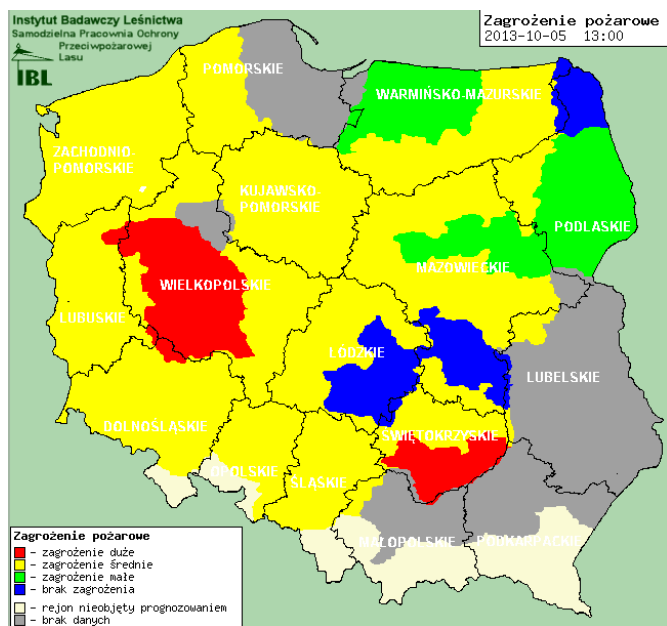 Instytut Badawczy Leśnictwa
Samodzielna Pracownia Ochrony
Przeciwpożarowej
Lasu
IBL
Zagrożenie pożarowe
2013-10-05 13:00
POMORSKIE
WARMIŃSKO-MAZURSKIE
ZACHODNIO-
POMORSKIE
KUJAWSKO-
POMORSKIE
PODLASKIE
MAZOWIECKIE
WIELKOPOLSKIE
LUBUSKIE
ŁÓDZKIE
LUBELSKIE
DOLNOŚLĄSKIE
ŚWIĘTOKRZYSKIE
OPOLSKIE
ŚLĄSKIE
MAŁOPOLSKIE
PODKARPACKIE
Zagrożenie pożarowe
- zagrożenie duże
- zagrożenie średnie
- zagrożenie małe
- brak zagrożenia
- rejon nieobjęty prognozowaniem
- brak danych